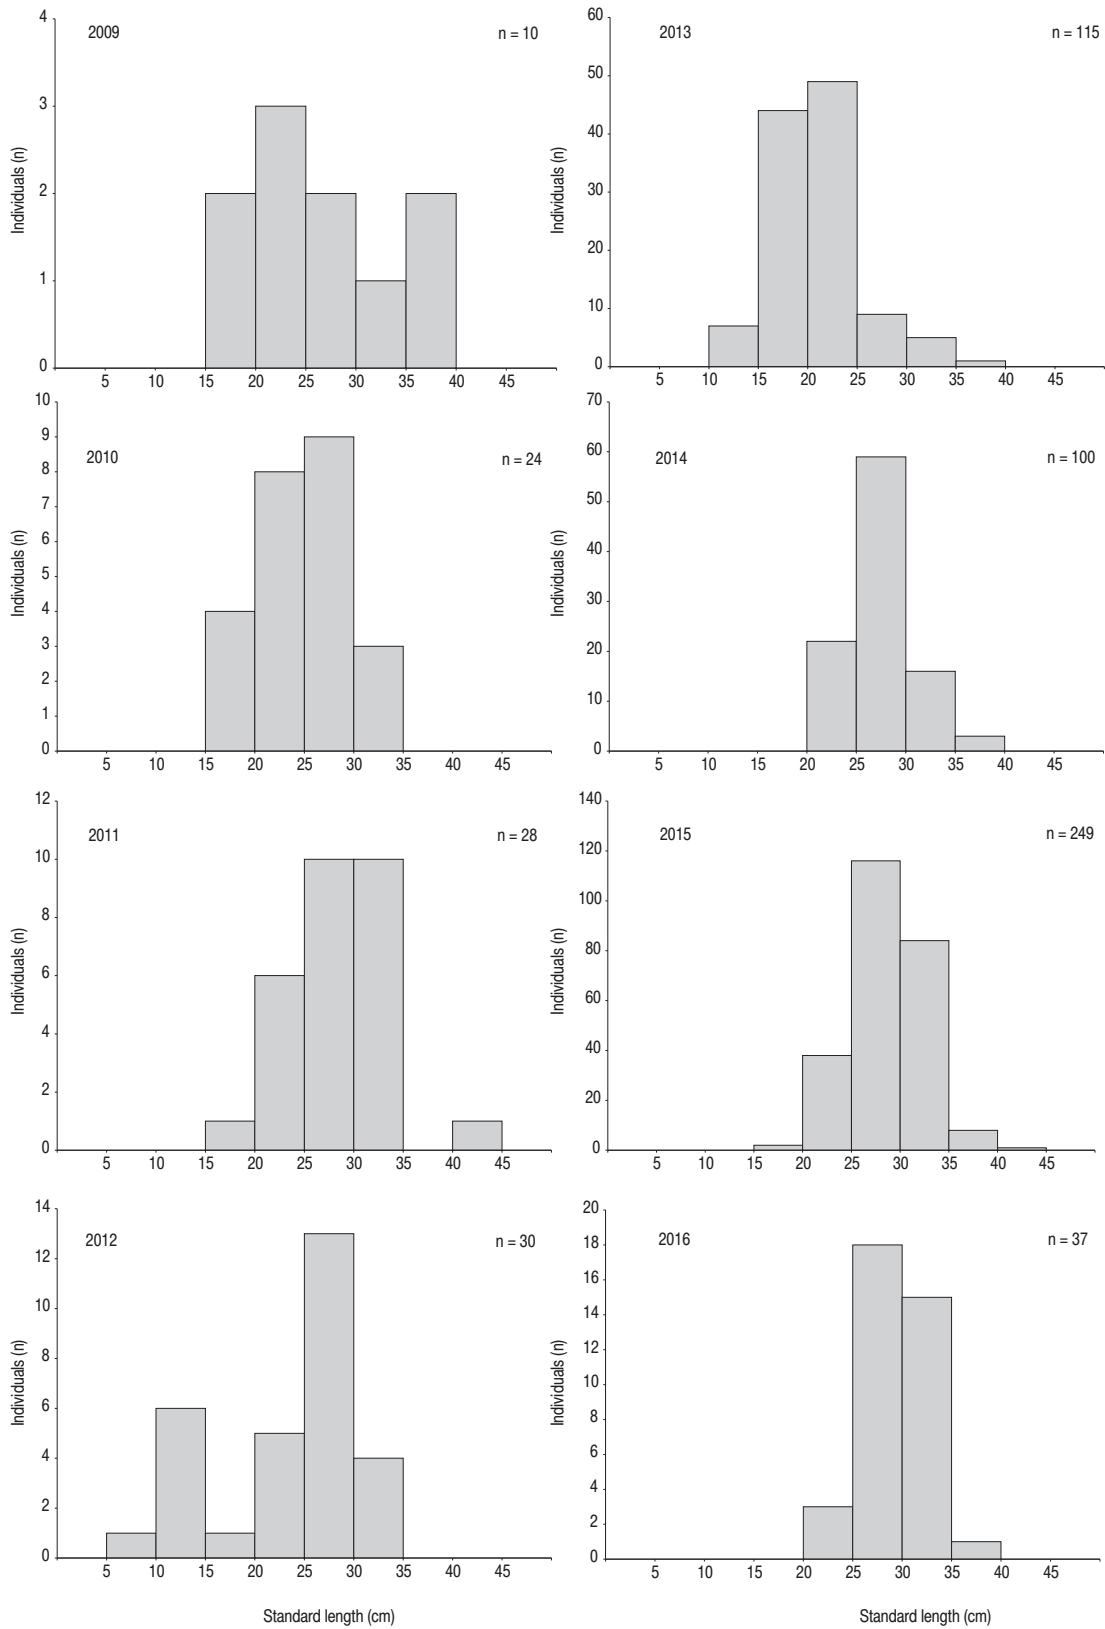 2009
n = 10
Individuals (n)
4
3
2
1
0
5 10 15 20 25 30 35 40 45
2013
n = 115
Individuals (n)
60
50
40
30
20
10
0
5 10 15 20 25 30 35 40 45
2010
n = 24
Individuals (n)
10
9
8
7
6
5
4
3
2
1
0
5 10 15 20 25 30 35 40 45
2014
n = 100
Individuals (n)
70
60
50
40
30
20
10
0
5 10 15 20 25 30 35 40 45
2011
n = 28
Individuals (n)
12
10
8
6
4
2
0
5 10 15 20 25 30 35 40 45
2015
n = 249
Individuals (n)
140
120
100
80
60
40
20
0
5 10 15 20 25 30 35 40 45
2012
n = 30
Individuals (n)
14
12
10
8
6
4
2
0
5 10 15 20 25 30 35 40 45
Standard length (cm)
2016
n = 37
Individuals (n)
20
18
16
14
12
10
8
6
4
2
0
5 10 15 20 25 30 35 40 45
Standard length (cm)